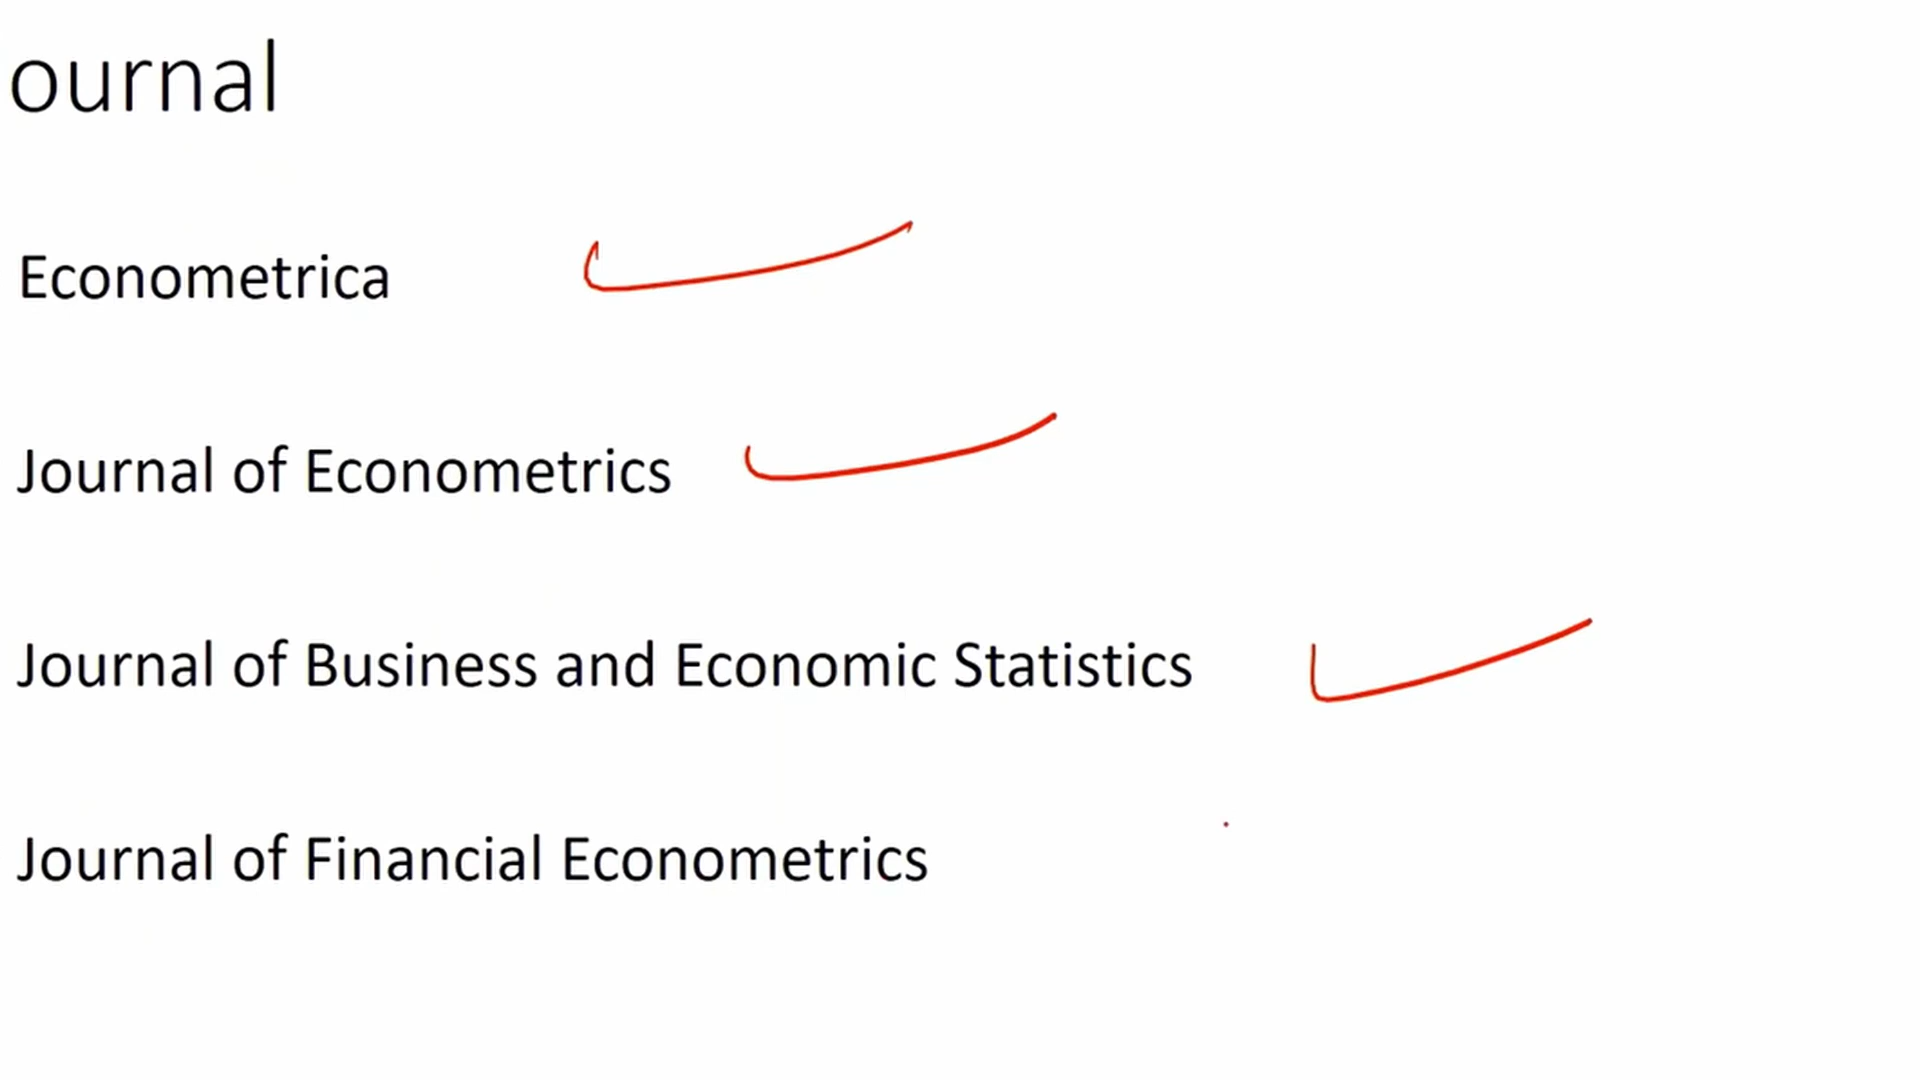 ournal
Econometrica
Journal of Econometrics
Journal of Business and Economic Statistics
Journal of Financial Econometrics